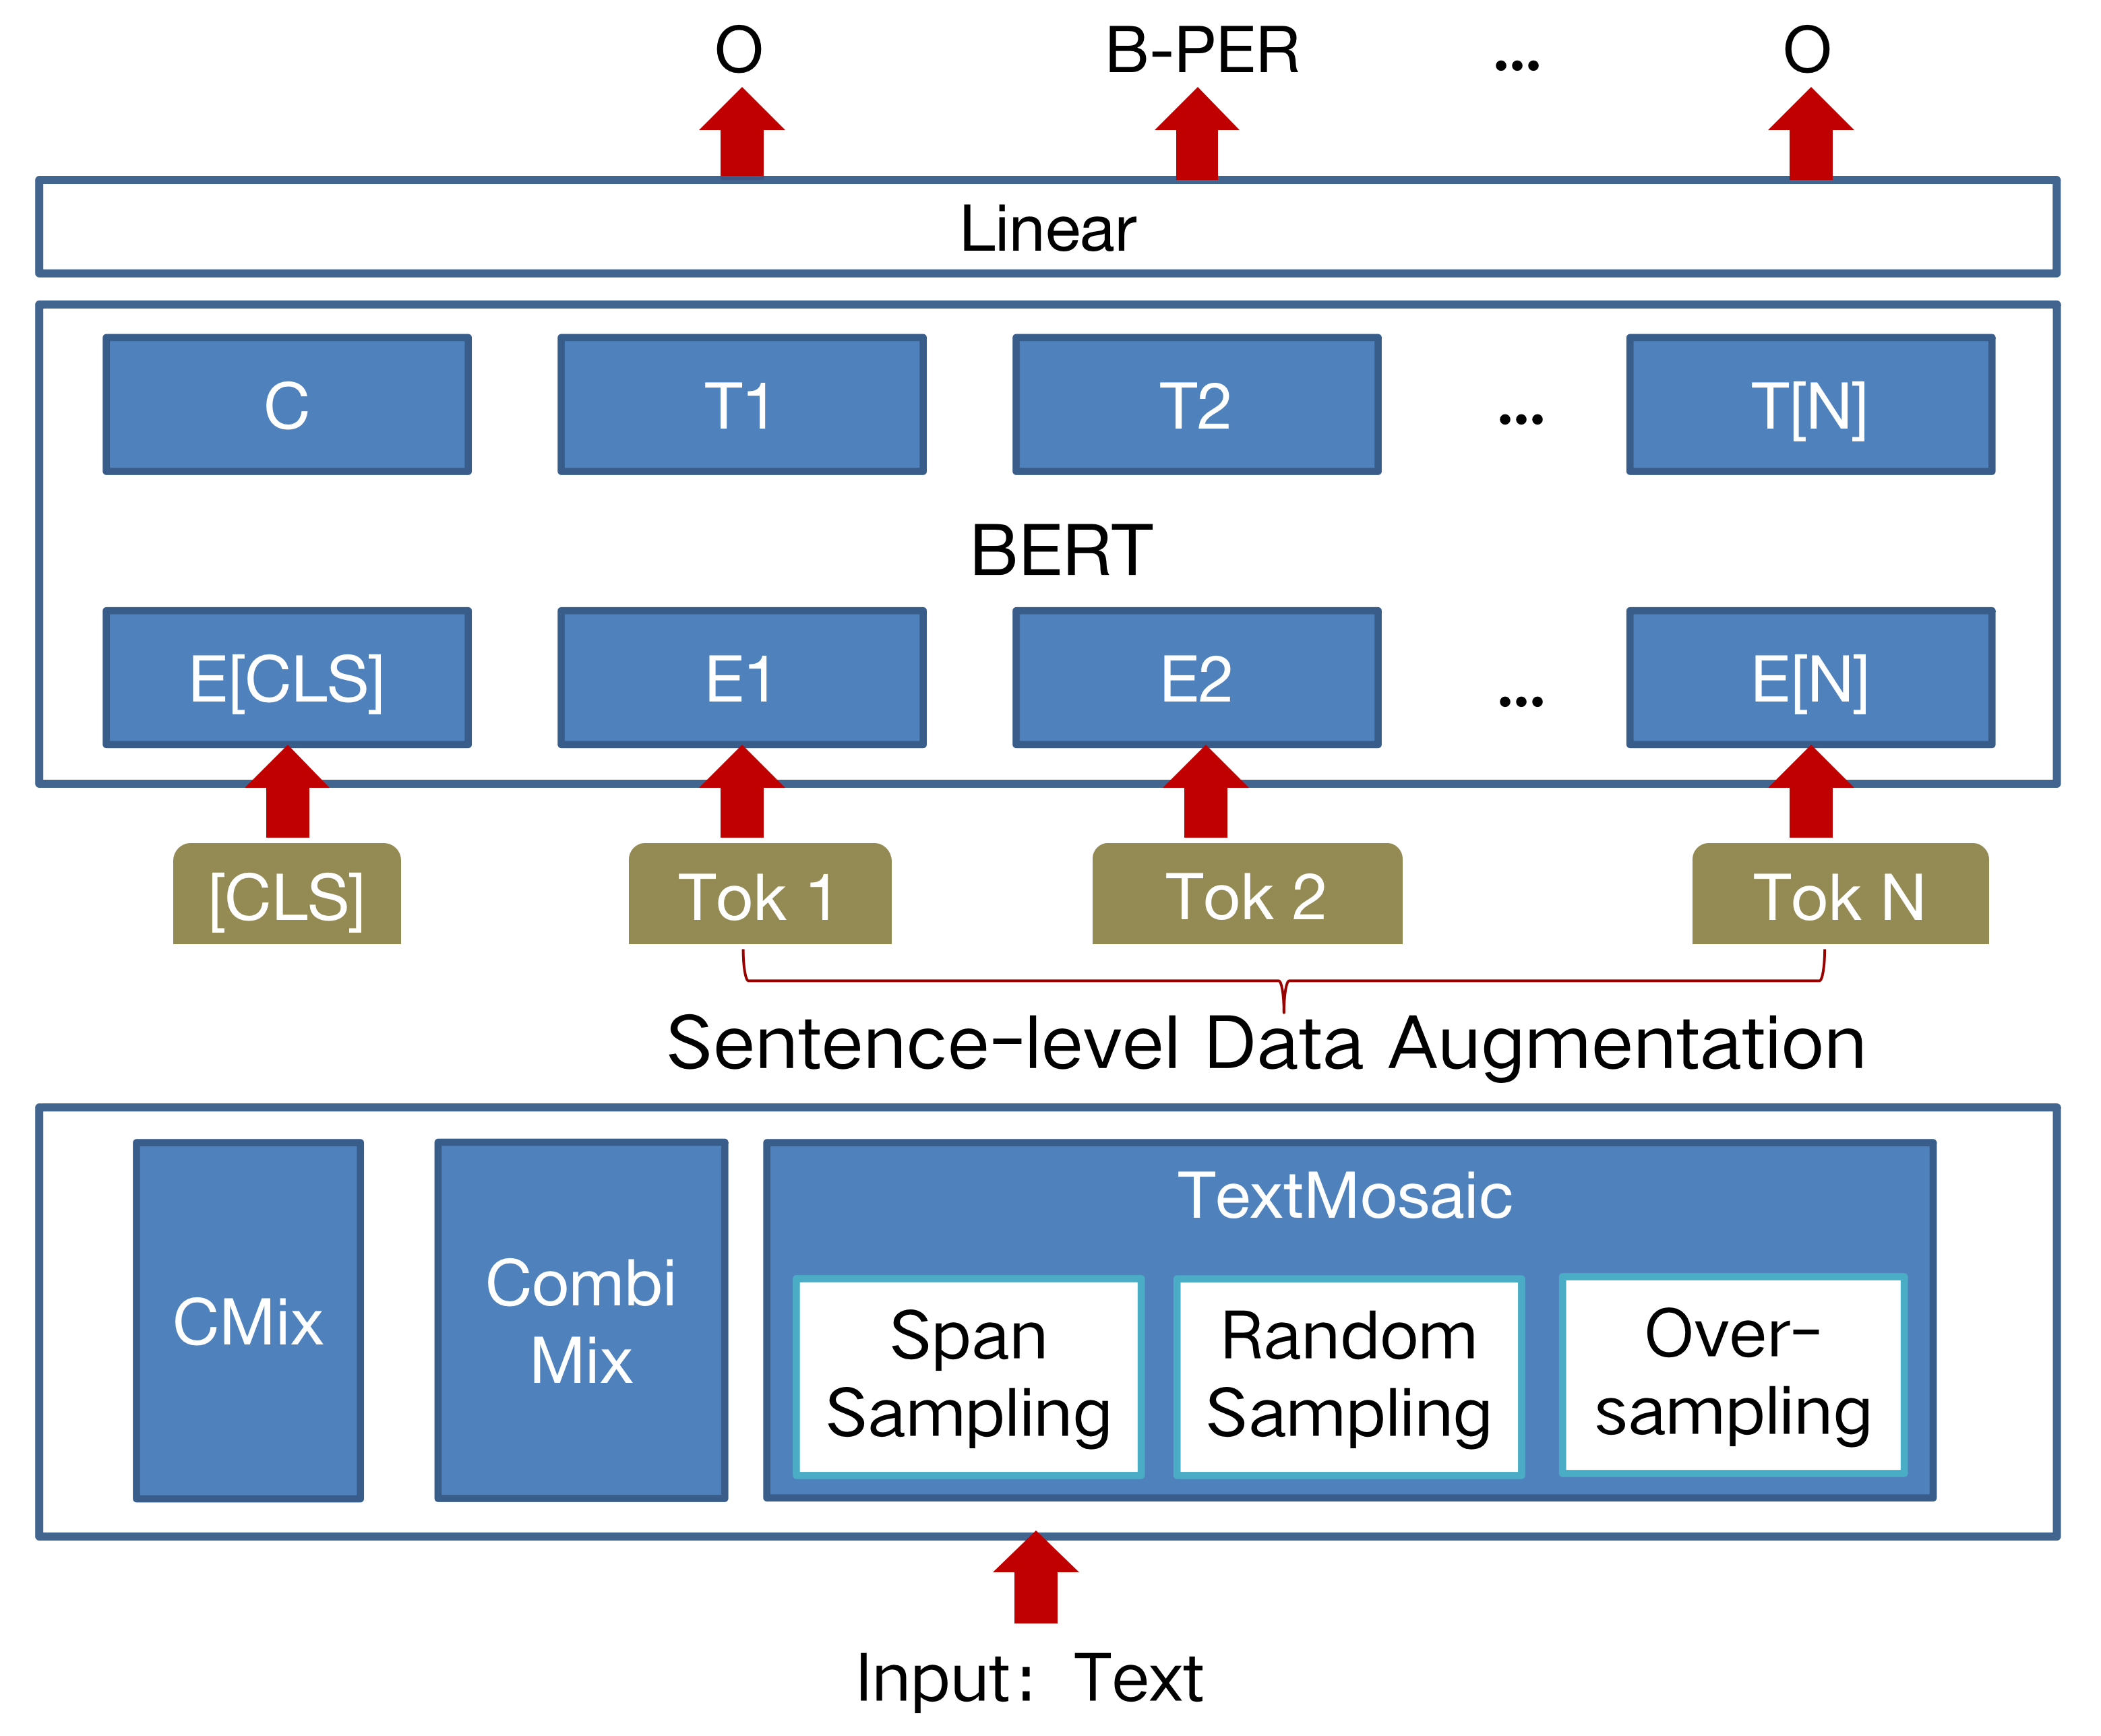 O B-PER ... O
Linear
C T1 T2 ... T[N]
BERT
E[CLS] E1 E2 ... E[N]
[CLS] Tok 1 Tok 2 Tok N
Sentence-level Data Augmentation
CMix
Combi
Mix
TextMosaic
Span
Sampling
Random
Sampling
Over-
sampling
Input: Text